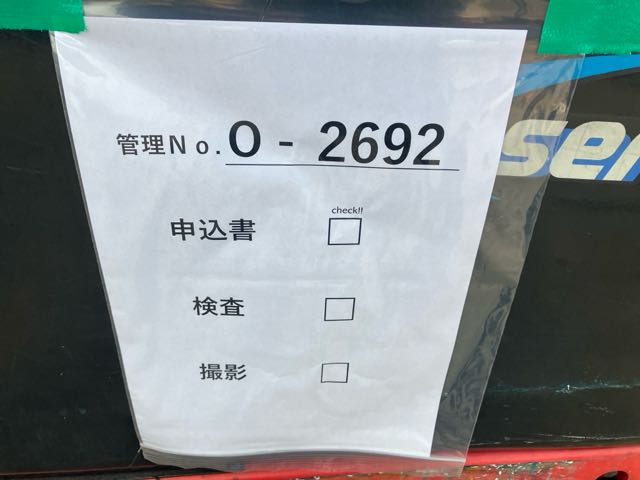 管理No. O - 2692
check!!
申込書 □
検査 □
撮影 □